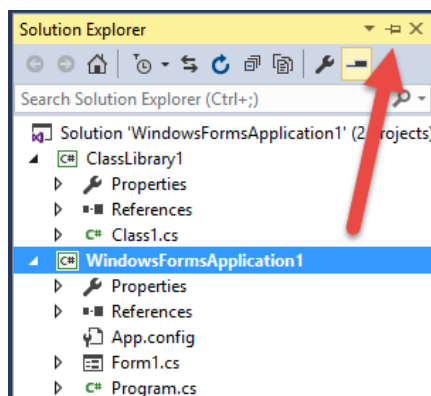 Solution Explorer
Search Solution Explorer (Ctrl+;)
Solution 'WindowsFormsApplication1' (2 projects)
C# ClassLibrary1
Properties
References
C# Class1.cs
C# WindowsFormsApplication1
Properties
References
App.config
Form1.cs
C# Program.cs